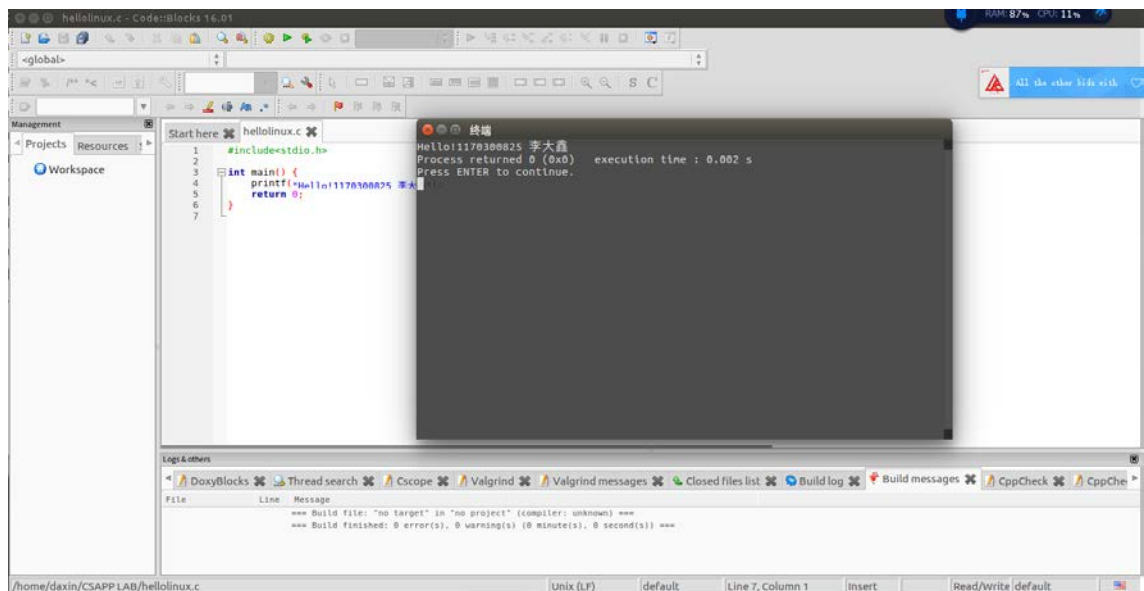 hellolinux.c - Code::Blocks 16.01
RAM: 87% CPU: 11%
<global>
S C
All the other kids with
Management
Projects Resources
Workspace
Start here hellolinux.c
1 #include<stdio.h>
2
3 int main() {
4 printf("Hello!1170300825 李大
5 return 0;
6 }
7
终端
Hello!1170300825 李大鑫
Process returned 0 (0x0) execution time : 0.002 s
Press ENTER to continue.
Logs & others
DoxyBlocks Thread search Cscope Valgrind Valgrind messages Closed files list Build log Build messages CppCheck CppChe
File Line Message
=== Build file: "no target" in "no project" (compiler: unknown) ===
=== Build finished: 0 error(s), 0 warning(s) (0 minute(s), 0 second(s)) ===
/home/daxin/CSAPP LAB/hellolinux.c Unix (LF) default Line 7, Column 1 Insert Read/Write default